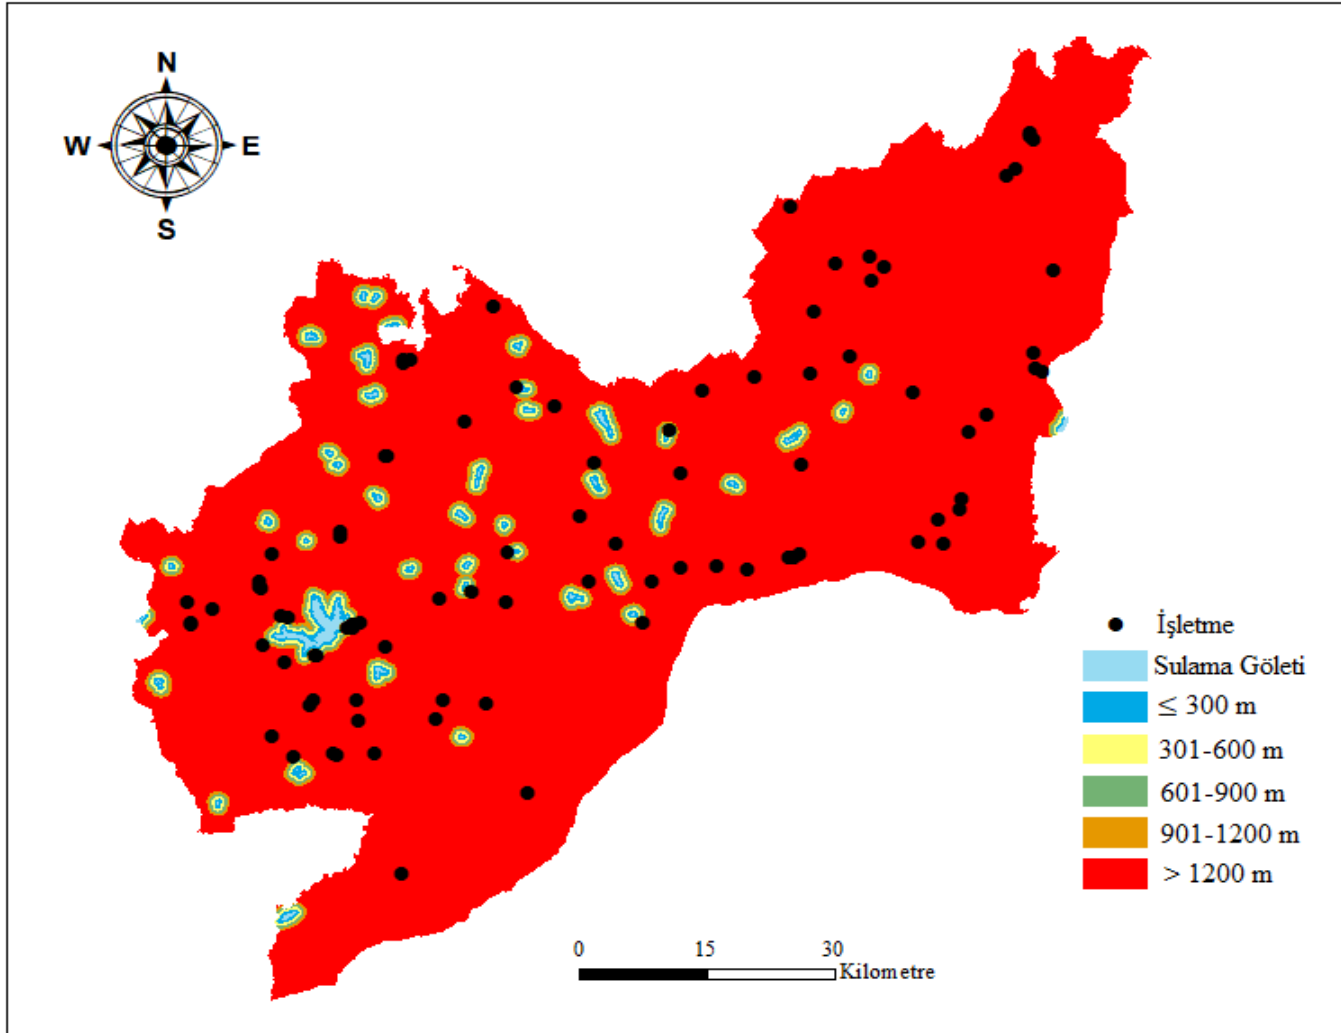 N
W E
S
İşletme
Sulama Göleti
≤ 300 m
301-600 m
601-900 m
901-1200 m
> 1200 m
0 15 30
Kilometre